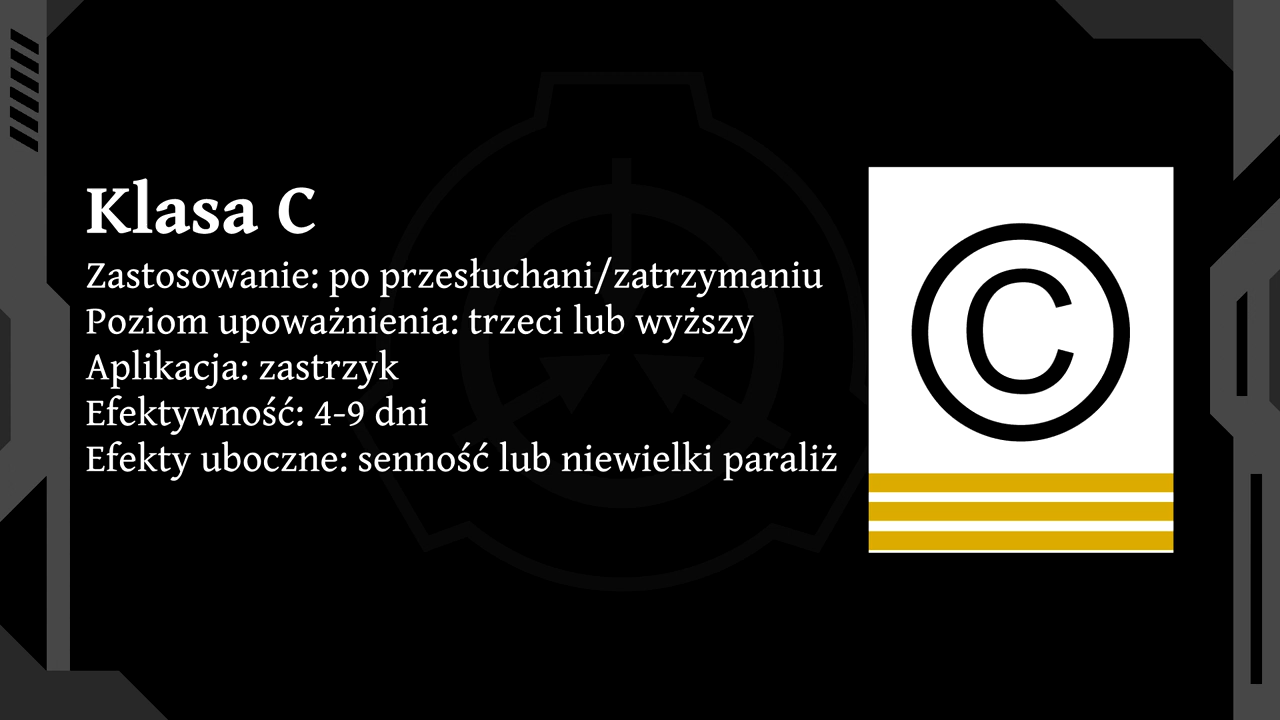 Klasa C
Zastosowanie: po przesłuchani/zatrzymaniu
Poziom upoważnienia: trzeci lub wyższy
Aplikacja: zastrzyk
Efektywność: 4-9 dni
Efekty uboczne: senność lub niewielki paraliż
C